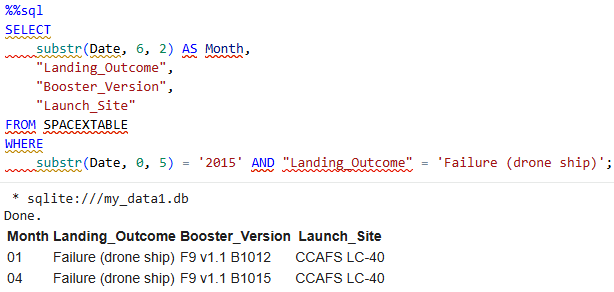 %%sql
SELECT
    substr(Date, 6, 2) AS Month,
    "Landing_Outcome",
    "Booster_Version",
    "Launch_Site"
FROM SPACEXTABLE
WHERE
    substr(Date, 0, 5) = '2015' AND "Landing_Outcome" = 'Failure (drone ship)';
* sqlite:///my_data1.db
Done.
Month Landing_Outcome Booster_Version Launch_Site
01 Failure (drone ship) F9 v1.1 B1012 CCAFS LC-40
04 Failure (drone ship) F9 v1.1 B1015 CCAFS LC-40